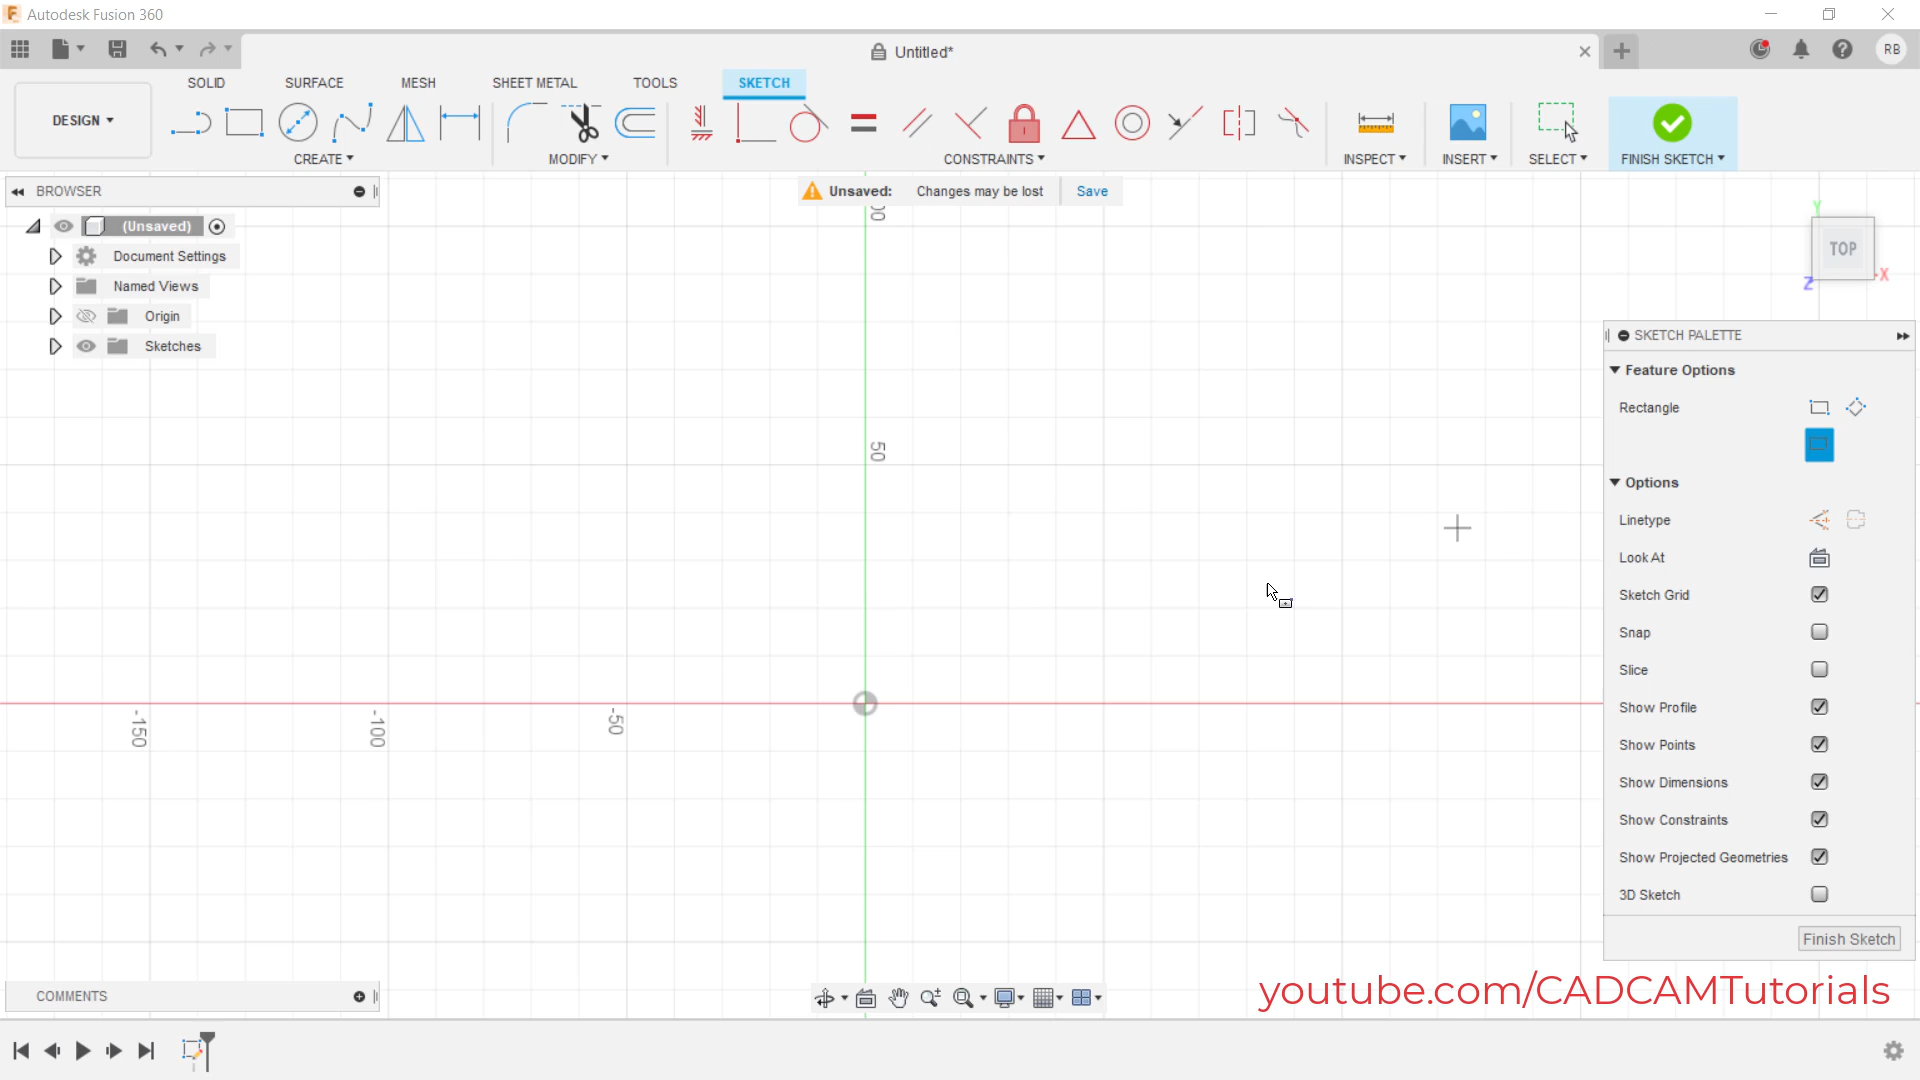 Autodesk Fusion 360
Untitled*
RB
SOLID SURFACE MESH SHEET METAL TOOLS SKETCH
DESIGN
CREATE MODIFY CONSTRAINTS INSPECT INSERT SELECT FINISH SKETCH
BROWSER
Unsaved: Changes may be lost Save
(Unsaved)
Document Settings
Named Views
Origin
Sketches
Y
TOP
X
Z
SKETCH PALETTE
Feature Options
Rectangle
Options
Linetype
Look At
Sketch Grid
Snap
Slice
Show Profile
Show Points
Show Dimensions
Show Constraints
Show Projected Geometries
3D Sketch
Finish Sketch
50
-150
-100
-50
COMMENTS
youtube.com/CADCAMTutorials